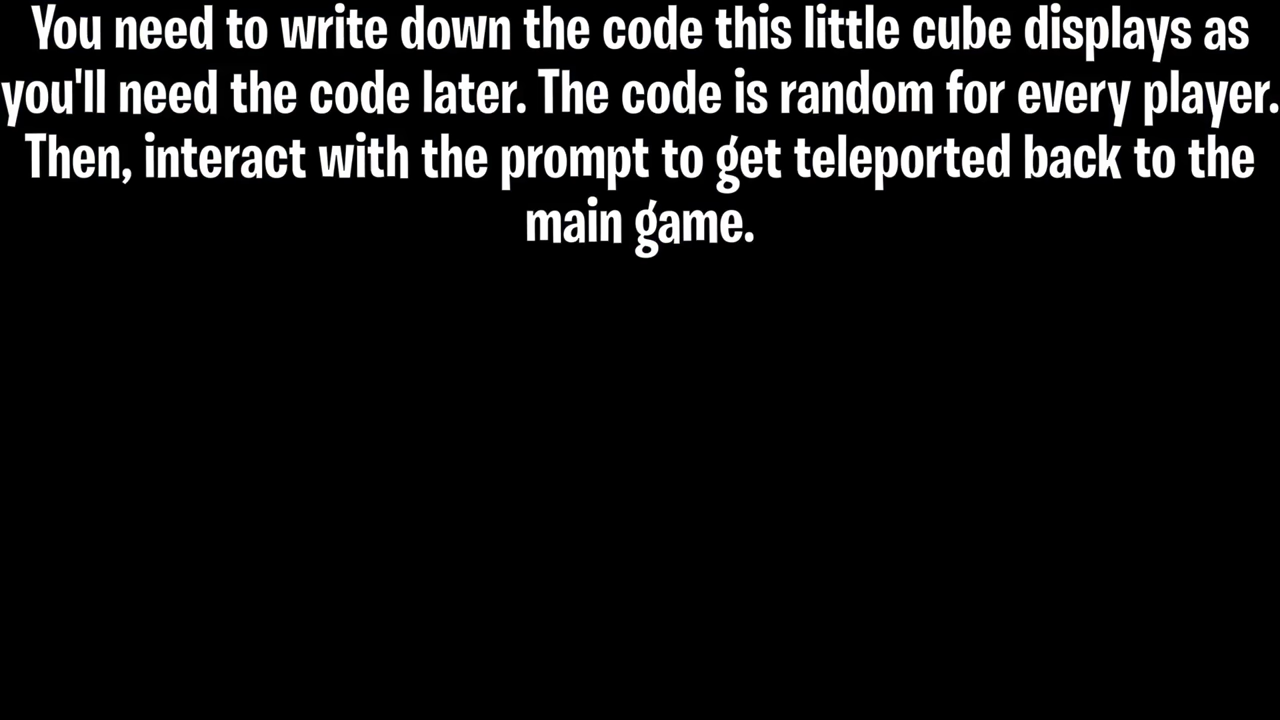 You need to write down the code this little cube displays as
you'll need the code later. The code is random for every player.
Then, interact with the prompt to get teleported back to the
main game.